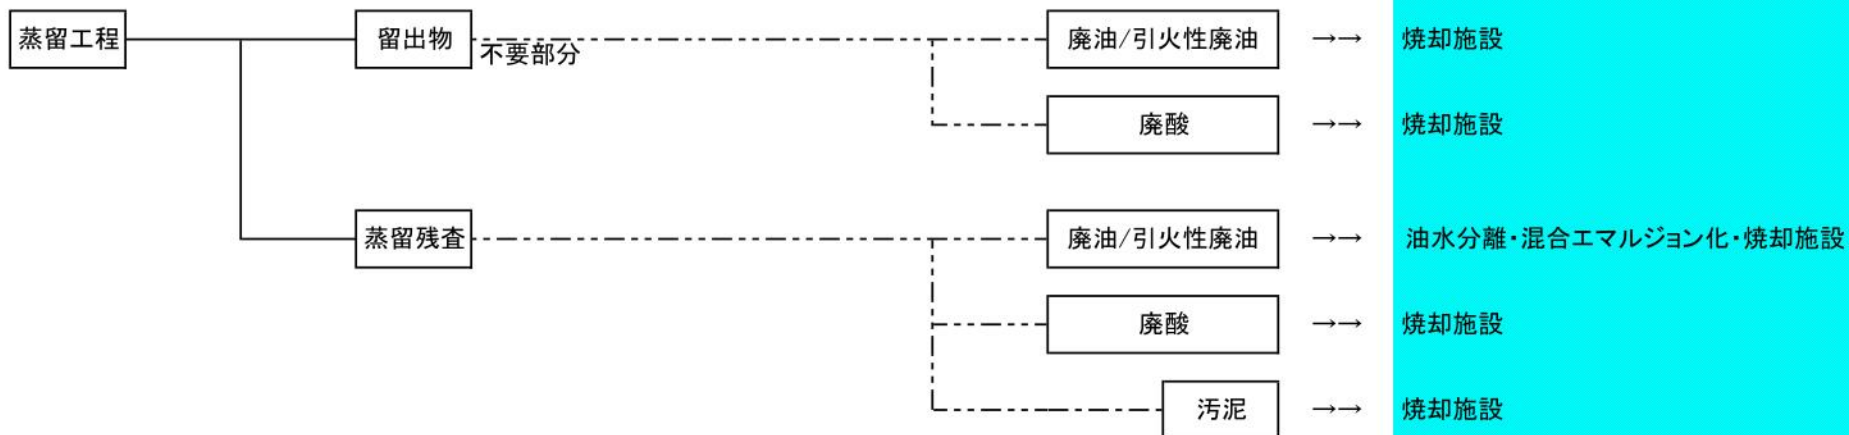 蒸留工程
留出物
不要部分
廃油/引火性廃油
→→
焼却施設
廃酸
→→
焼却施設
蒸留残査
廃油/引火性廃油
→→
油水分離・混合エマルジョン化・焼却施設
廃酸
→→
焼却施設
汚泥
→→
焼却施設